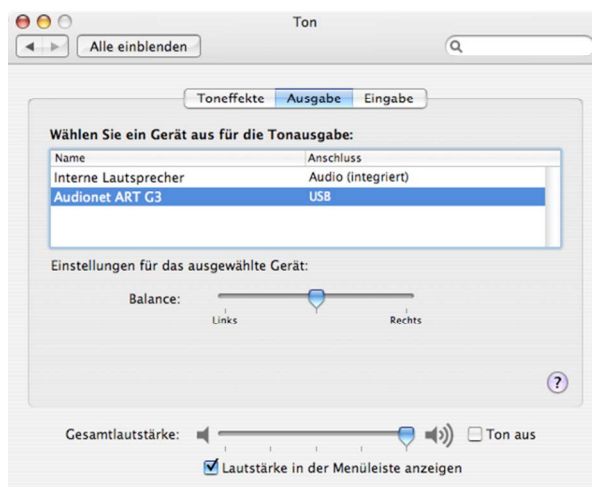 Ton
Alle einblenden
Toneffekte Ausgabe Eingabe
Wählen Sie ein Gerät aus für die Tonausgabe:
Name Anschluss
Interne Lautsprecher Audio (integriert)
Audionet ART G3 USB
Einstellungen für das ausgewählte Gerät:
Balance:
Links Rechts
?
Gesamtlautstärke: Ton aus
Lautstärke in der Menüleiste anzeigen